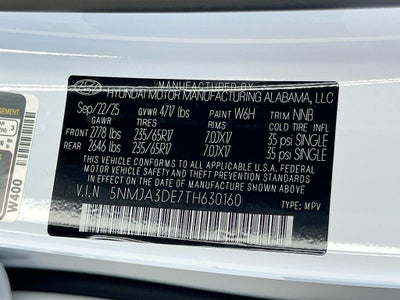 MANUFACTURED BY
HYUNDAI MOTOR MANUFACTURING ALABAMA, LLC
Sep/22/25 GVWR 4717 lbs PAINT W6H TRIM NNB
GAWR TIRES RIMS COLD TIRE INFL
FRONT 2778 lbs 235/65R17 7.0JX17 35 psi SINGLE
REAR 2646 lbs 235/65R17 7.0JX17 35 psi SINGLE
THIS VEHICLE CONFORMS TO ALL APPLICABLE U.S.A. FEDERAL
MOTOR VEHICLE SAFETY, BUMPER, AND THEFT PREVENTION STANDARDS
IN EFFECT ON THE DATE OF MANUFACTURE SHOWN ABOVE.
V.I.N 5NMJA3DE7TH630160
TYPE: MPV
IV400